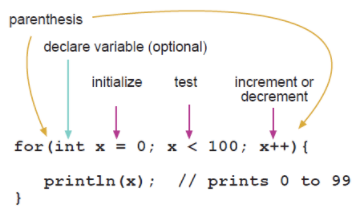 parenthesis
declare variable (optional)
initialize test increment or
decrement
for(int x = 0; x < 100; x++){
println(x); // prints 0 to 99
}